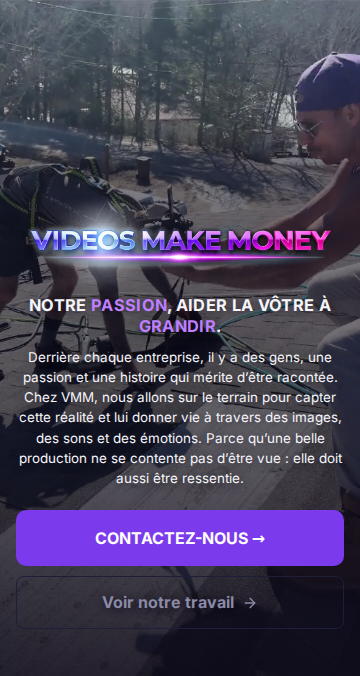 VIDEOS MAKE MONEY
NOTRE PASSION, AIDER LA VÔTRE À
GRANDIR.
Derrière chaque entreprise, il y a des gens, une
passion et une histoire qui mérite d’être racontée.
Chez VMM, nous allons sur le terrain pour capter
cette réalité et lui donner vie à travers des images,
des sons et des émotions. Parce qu’une belle
production ne se contente pas d’être vue : elle doit
aussi être ressentie.
CONTACTEZ-NOUS →
Voir notre travail →